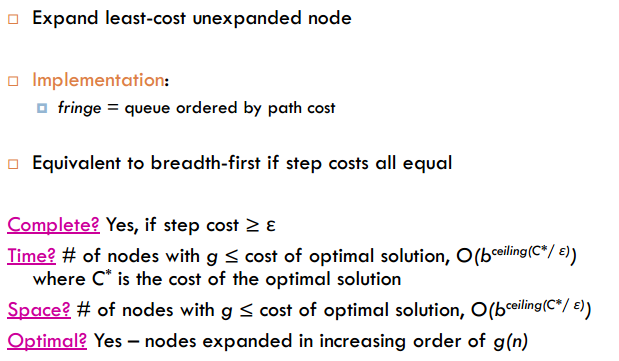 Expand least-cost unexpanded node
Implementation:
fringe = queue ordered by path cost
Equivalent to breadth-first if step costs all equal
Complete? Yes, if step cost ≥ ε
Time? # of nodes with g ≤ cost of optimal solution, O(b^ceiling(C*/ ε))
where C* is the cost of the optimal solution
Space? # of nodes with g ≤ cost of optimal solution, O(b^ceiling(C*/ ε))
Optimal? Yes – nodes expanded in increasing order of g(n)